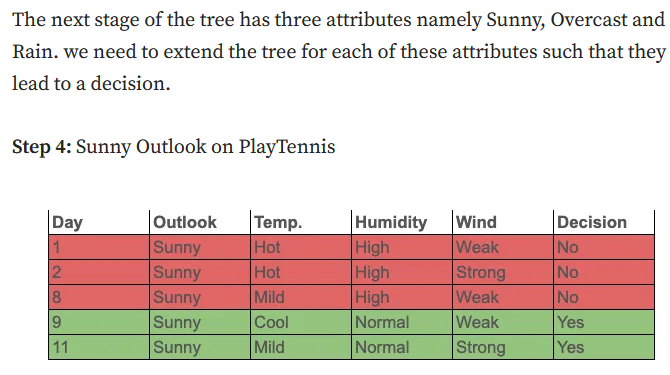 The next stage of the tree has three attributes namely Sunny, Overcast and
Rain. we need to extend the tree for each of these attributes such that they
lead to a decision.
Step 4: Sunny Outlook on PlayTennis
Day Outlook Temp. Humidity Wind Decision
1 Sunny Hot High Weak No
2 Sunny Hot High Strong No
8 Sunny Mild High Weak No
9 Sunny Cool Normal Weak Yes
11 Sunny Mild Normal Strong Yes